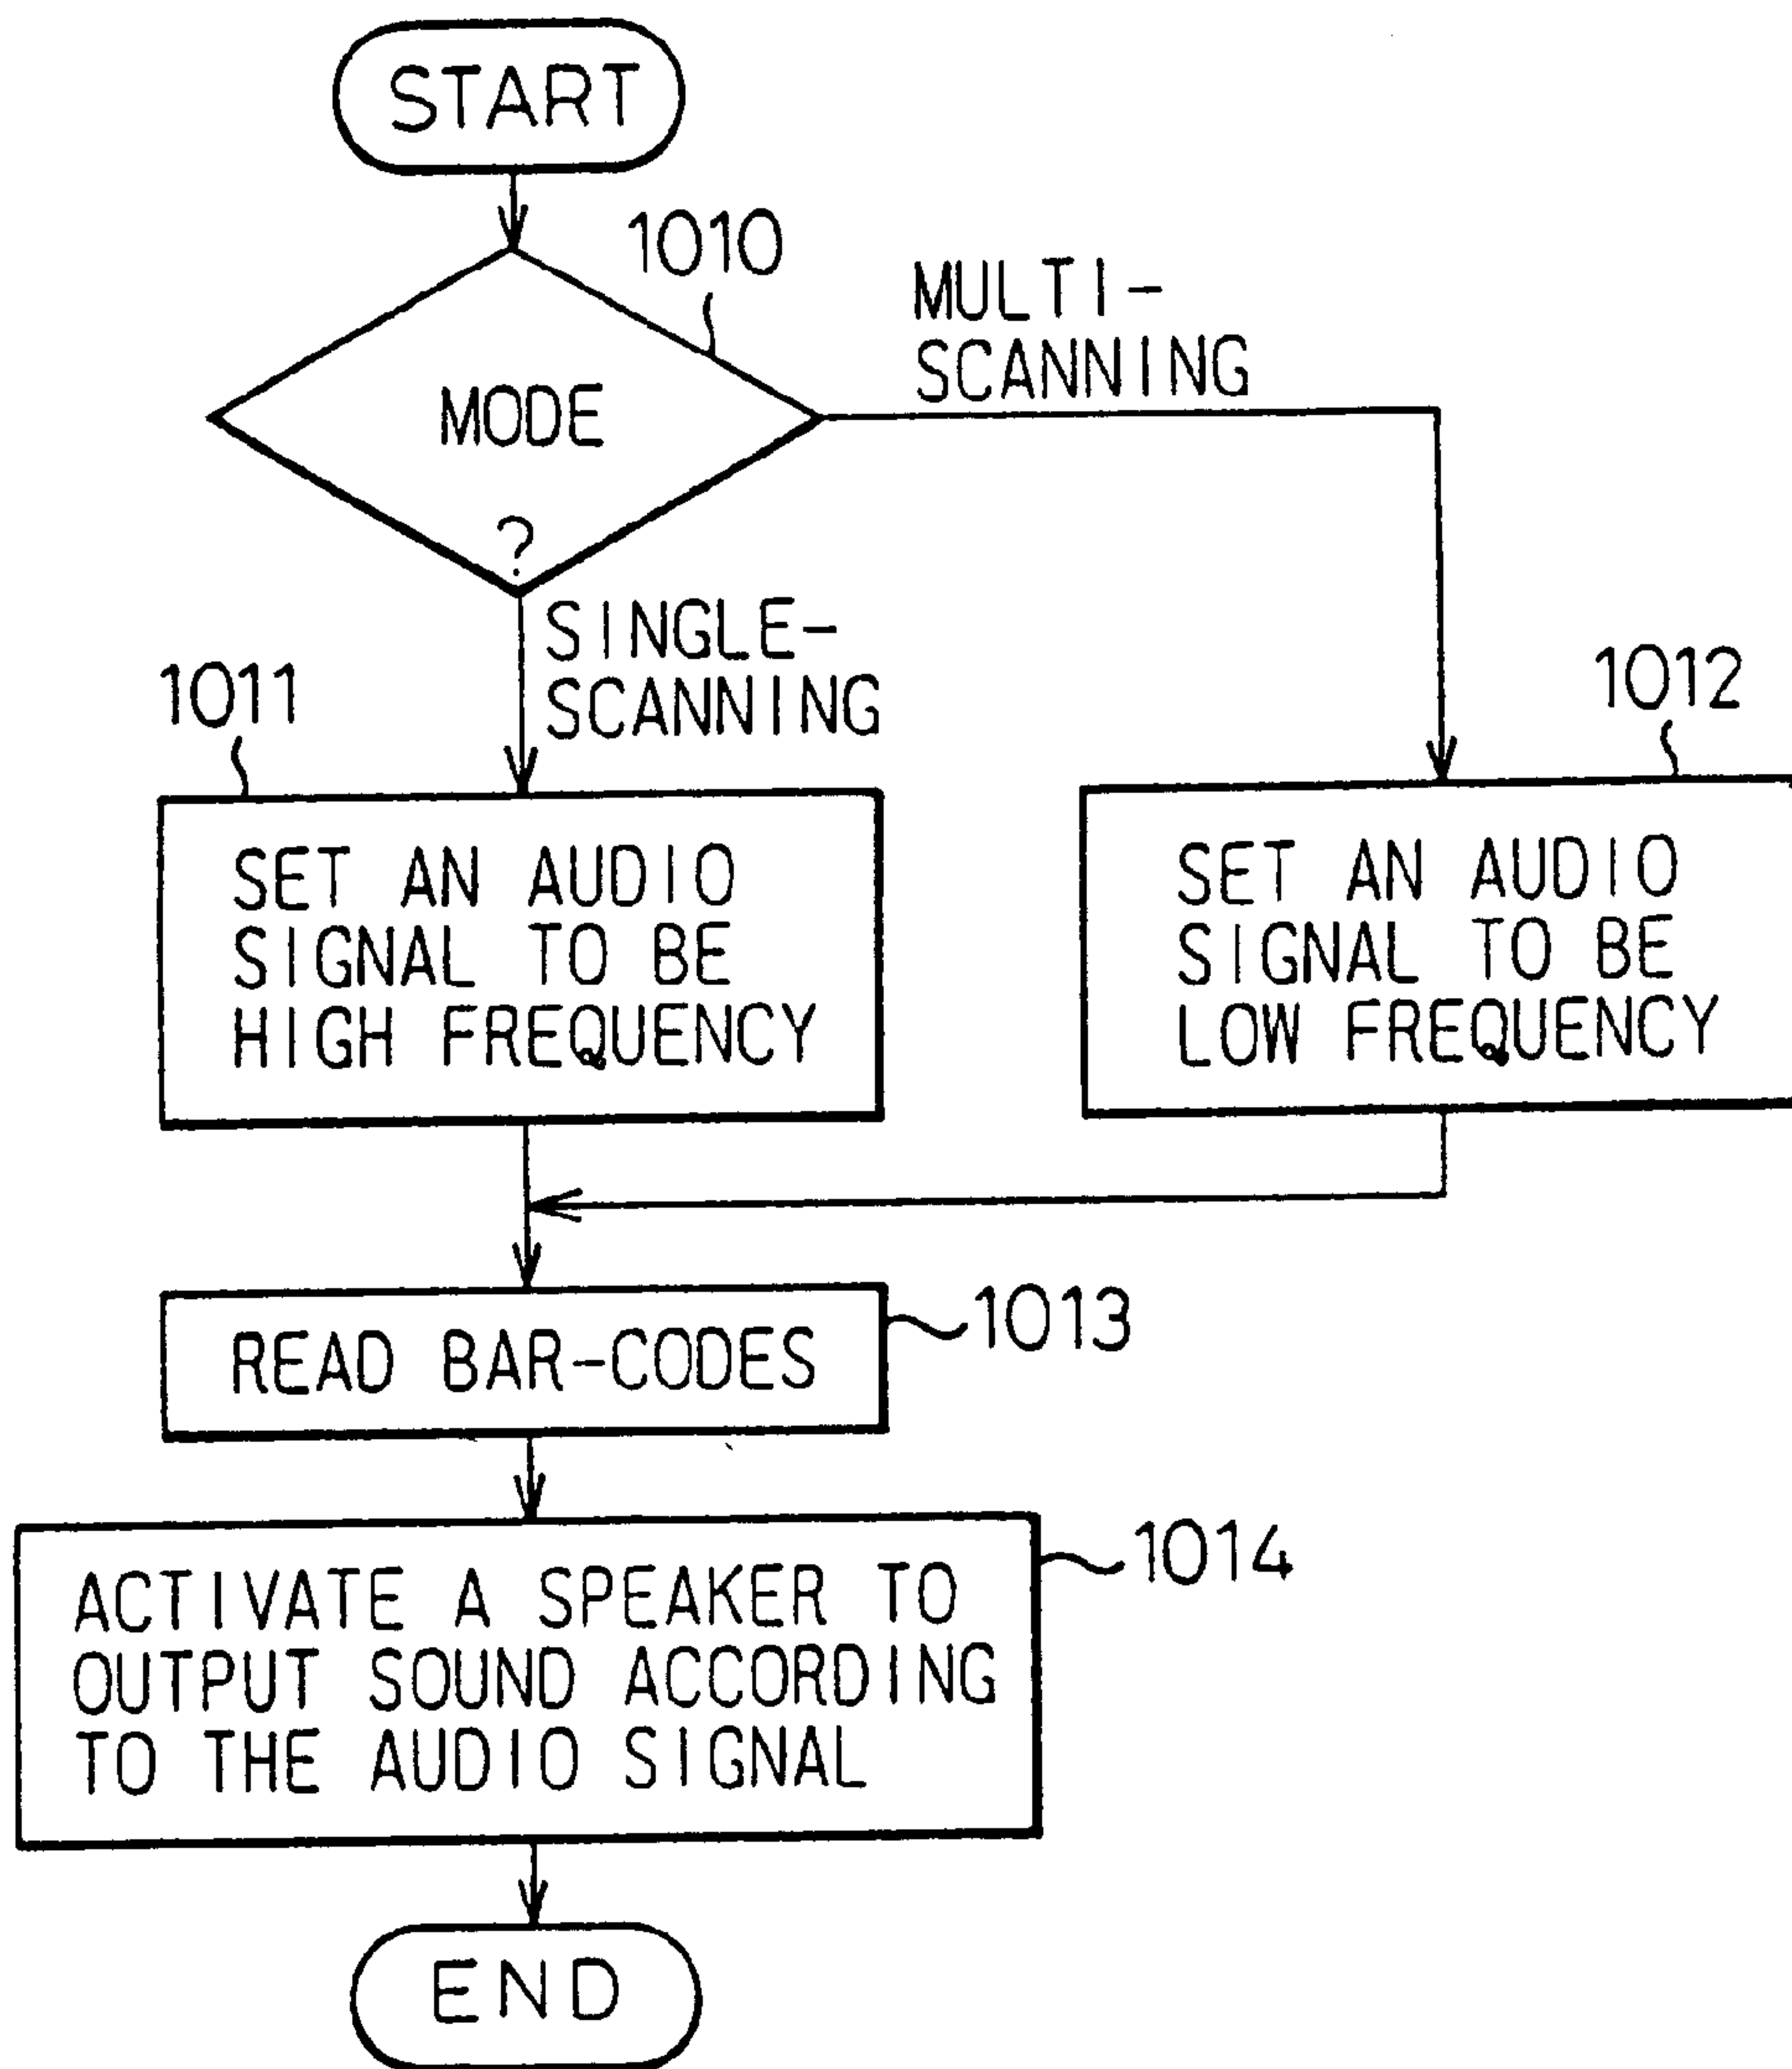 START
1010
MULTI-
SCANNING
MODE
?
SINGLE-
SCANNING
1011
1012
SET AN AUDIO
SIGNAL TO BE
HIGH FREQUENCY
SET AN AUDIO
SIGNAL TO BE
LOW FREQUENCY
READ BAR-CODES
1013
ACTIVATE A SPEAKER TO
OUTPUT SOUND ACCORDING
TO THE AUDIO SIGNAL
1014
END